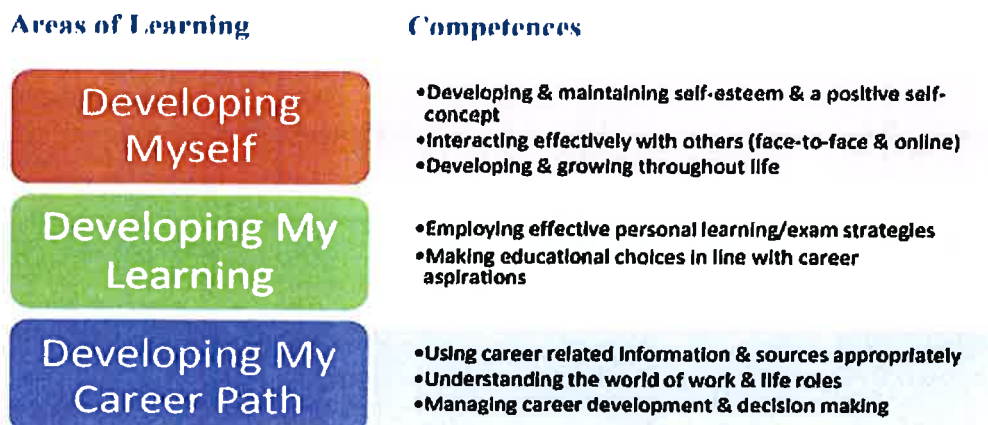 Areas of Learning
Competences
Developing
Myself
•Developing & maintaining self-esteem & a positive self-
concept
•Interacting effectively with others (face-to-face & online)
•Developing & growing throughout life
Developing My
Learning
•Employing effective personal learning/exam strategies
•Making educational choices in line with career
aspirations
Developing My
Career Path
•Using career related information & sources appropriately
•Understanding the world of work & life roles
•Managing career development & decision making